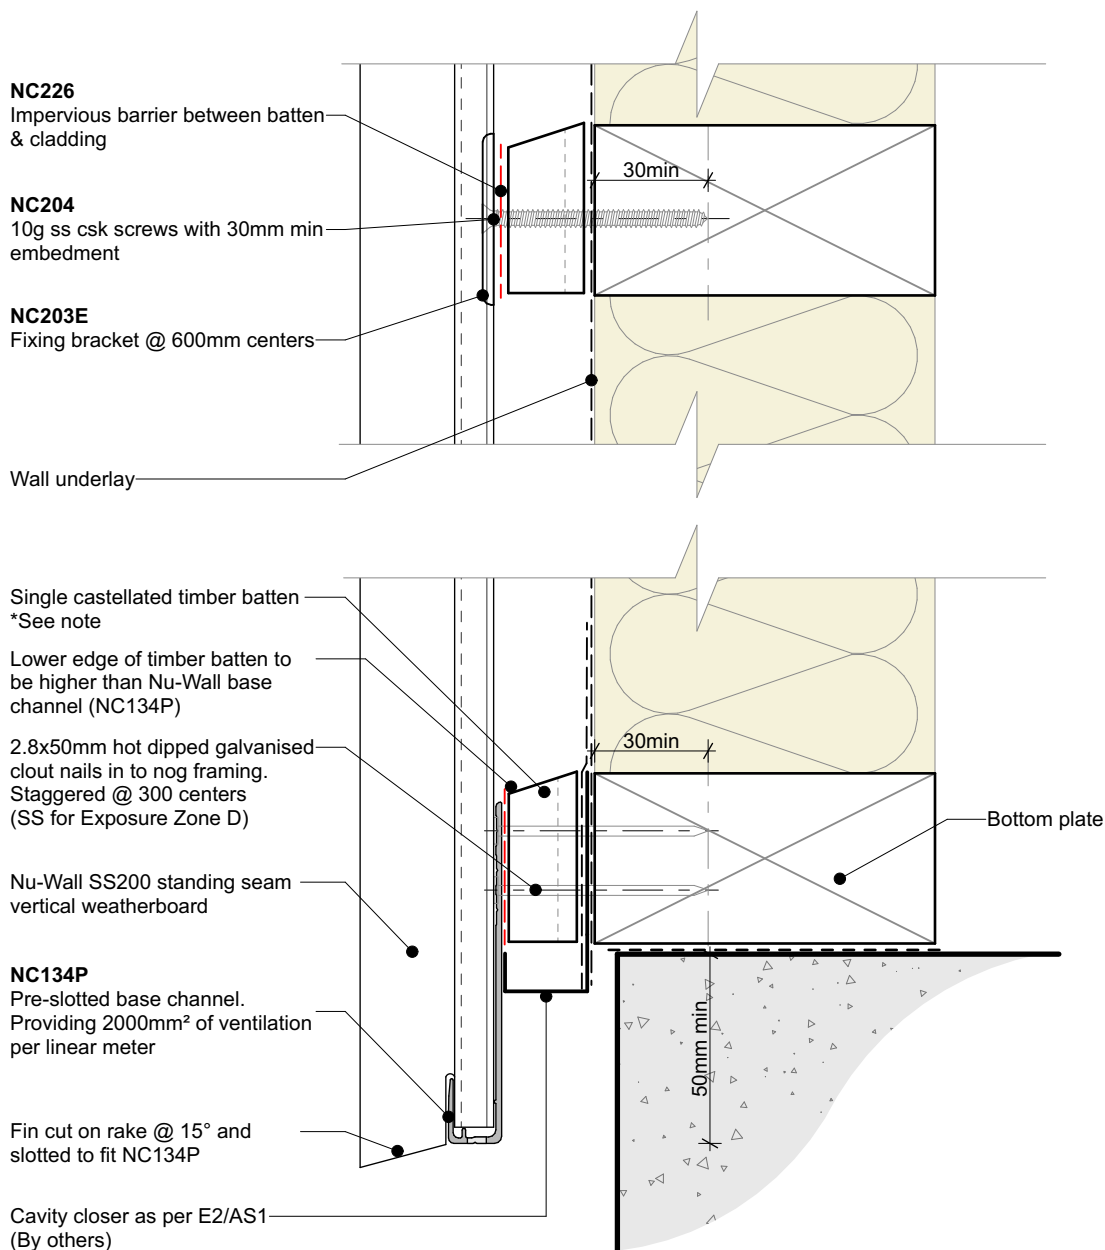 NC226
Impervious barrier between batten
& cladding
30min
NC204
10g ss csk screws with 30mm min
embedment
NC203E
Fixing bracket @ 600mm centers
Wall underlay
Single castellated timber batten
*See note
Lower edge of timber batten to
be higher than Nu-Wall base
channel (NC134P)
30min
2.8x50mm hot dipped galvanised
clout nails in to nog framing.
Staggered @ 300 centers
(SS for Exposure Zone D)
Bottom plate
Nu-Wall SS200 standing seam
vertical weatherboard
NC134P
Pre-slotted base channel.
Providing 2000mm² of ventilation
per linear meter
50mm min
Fin cut on rake @ 15° and
slotted to fit NC134P
Cavity closer as per E2/AS1
(By others)